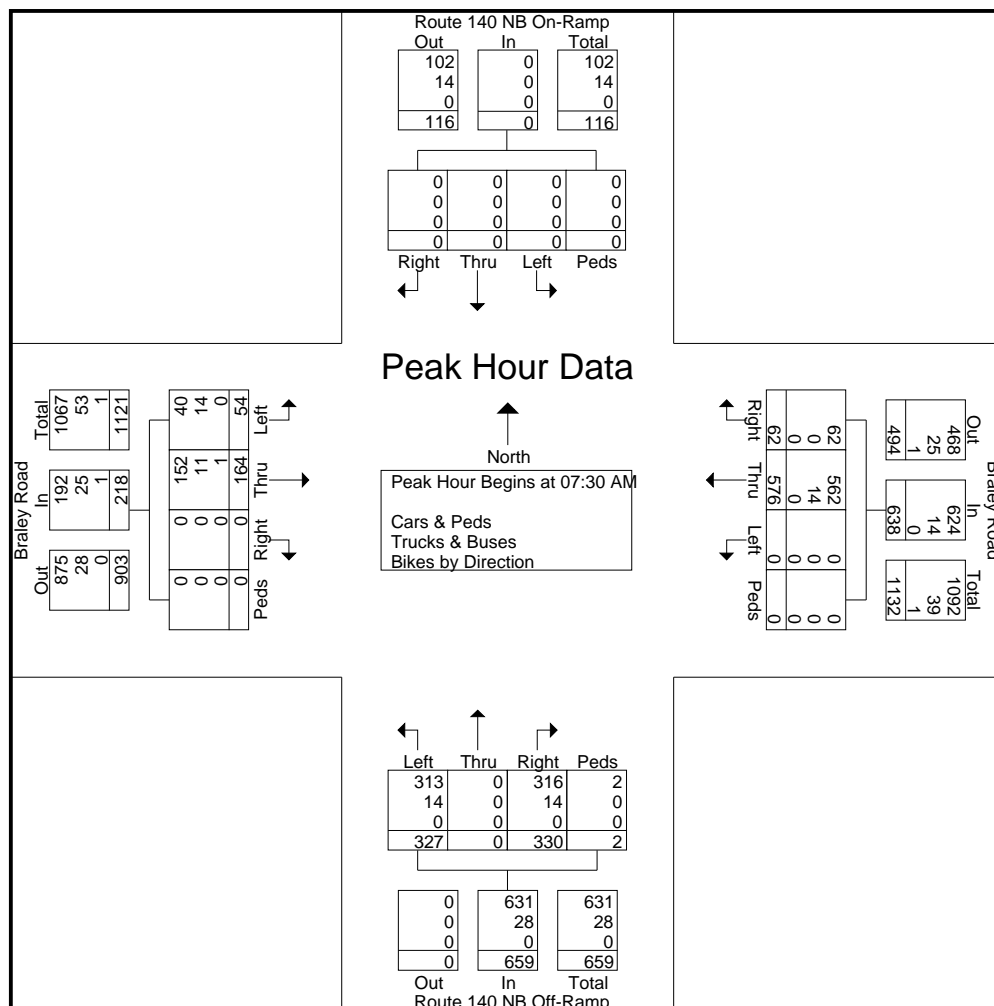 Route 140 NB On-Ramp
Out In Total
102 0 102
14 0 14
0 0 0
116 0 116
0 0 0 0
0 0 0 0
0 0 0 0
0 0 0 0
Right Thru Left Peds
Peak Hour Data
North
Peak Hour Begins at 07:30 AM
Cars & Peds
Trucks & Buses
Bikes by Direction
Braley Road
Total In Out
1067 192 875
53 25 28
1 1 0
1121 218 903
40 152 0 0
14 11 0 0
0 1 0 0
54 164 0 0
Left Thru Right Peds
Right Thru Left Peds
62 576 0 0
0 0 0 0
0 14 0 0
62 562 0 0
Out In Total
468 624 1092
25 14 39
1 0 1
494 638 1132
Braley Road
Left Thru Right Peds
313 0 316 2
14 0 14 0
0 0 0 0
327 0 330 2
0 631 631
0 28 28
0 0 0
0 659 659
Out In Total
Route 140 NB Off-Ramp